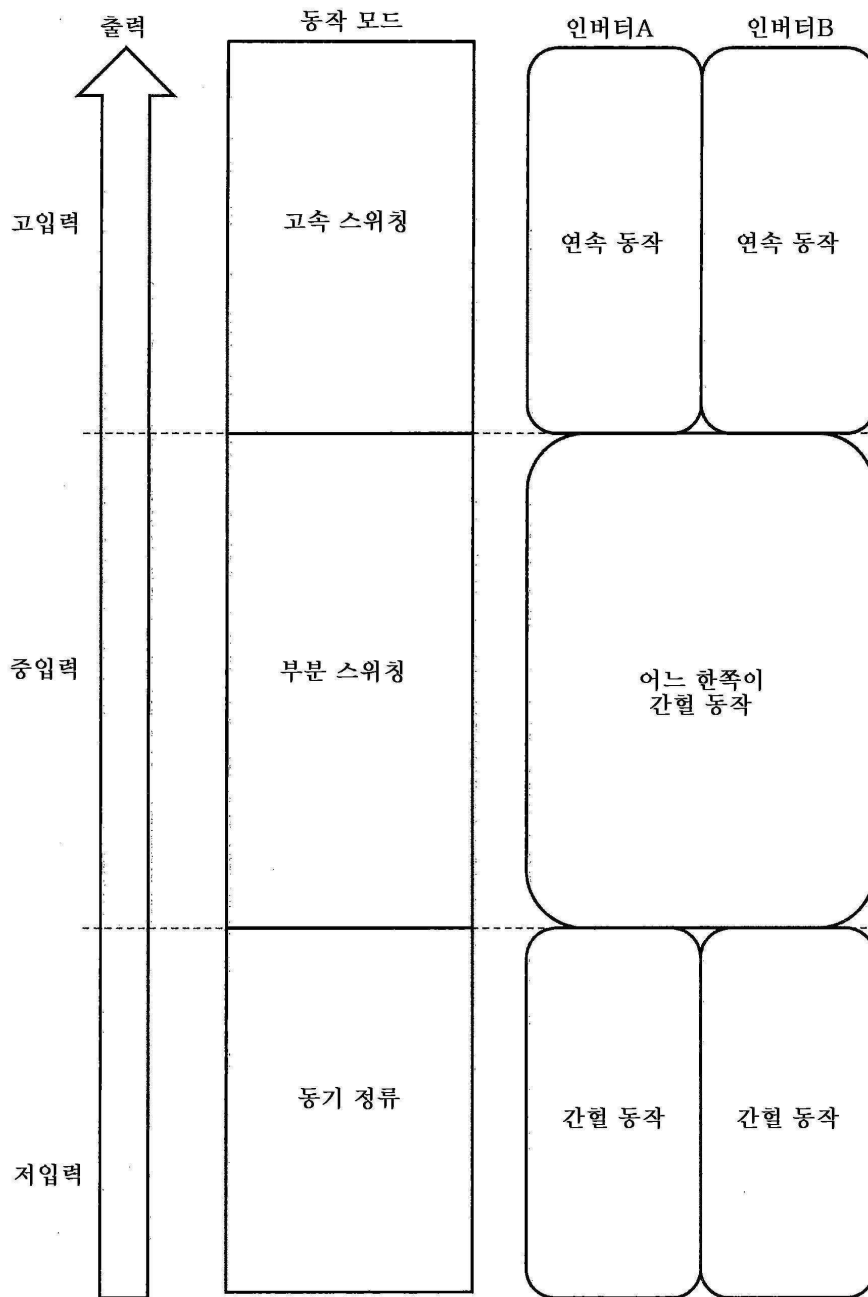 출력
동작 모드
인버터A
인버터B
고입력
고속 스위칭
연속 동작
연속 동작
중입력
부분 스위칭
어느 한쪽이
간헐 동작
동기 정류
간헐 동작
간헐 동작
저입력